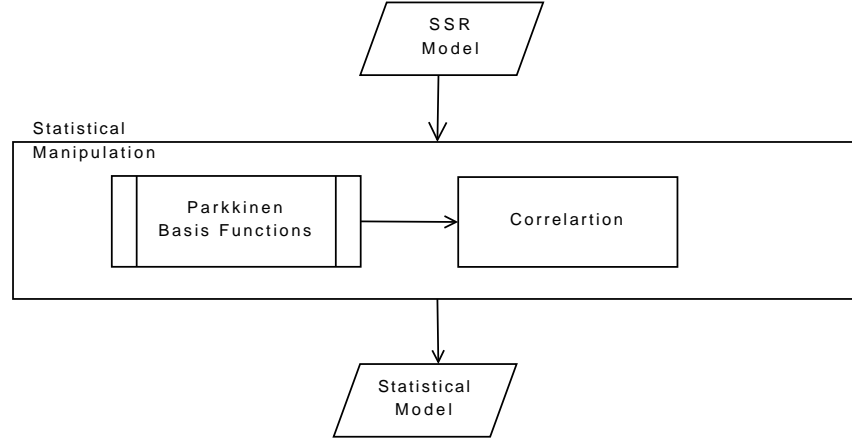 SSR
Model
Statistical
Manipulation
Parkkinen
Basis Functions
Correlartion
Statistical
Model